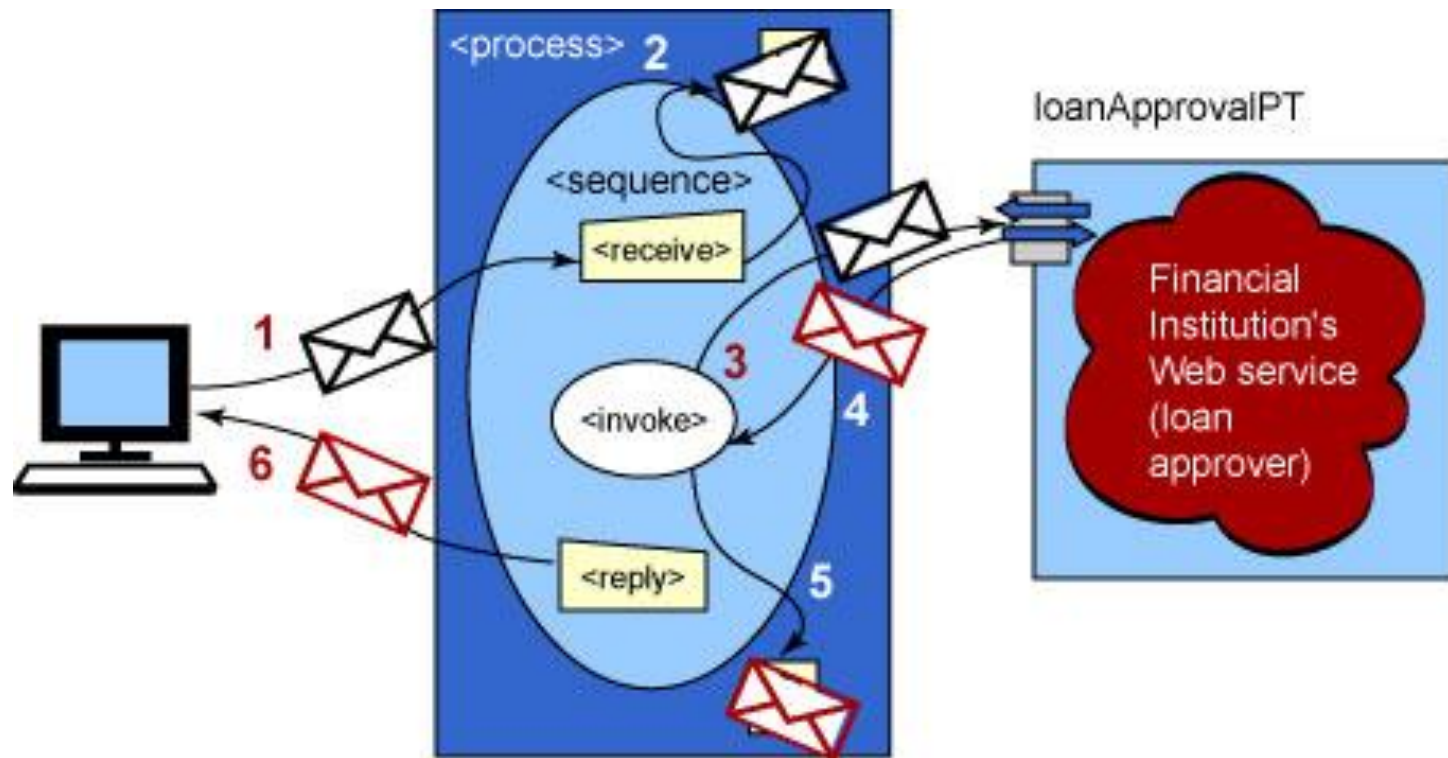 <process>
2
loanApprovalPT
<sequence>
<receive>
1
3
<invoke>
4
6
<reply>
5
Financial
Institution's
Web service
(loan
approver)